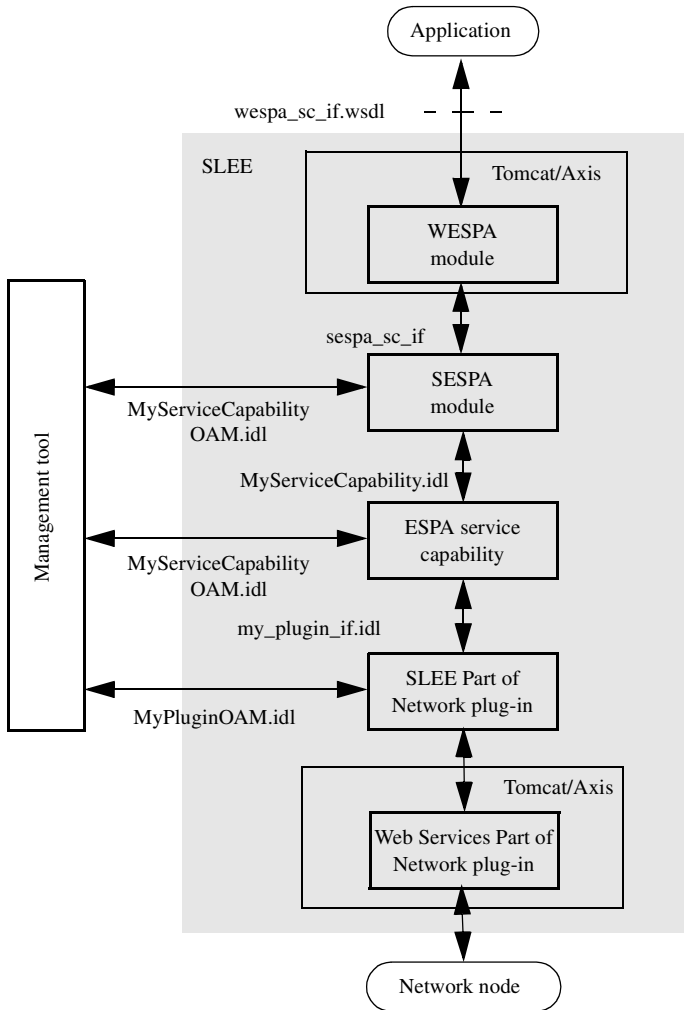 Application
wespa_sc_if.wsdl
SLEE
Tomcat/Axis
WESPA
module
sespa_sc_if
SESPA
module
MyServiceCapability
OAM.idl
MyServiceCapability.idl
Management tool
ESPA service
capability
MyServiceCapability
OAM.idl
my_plugin_if.idl
SLEE Part of
Network plug-in
MyPluginOAM.idl
Tomcat/Axis
Web Services Part of
Network plug-in
Network node